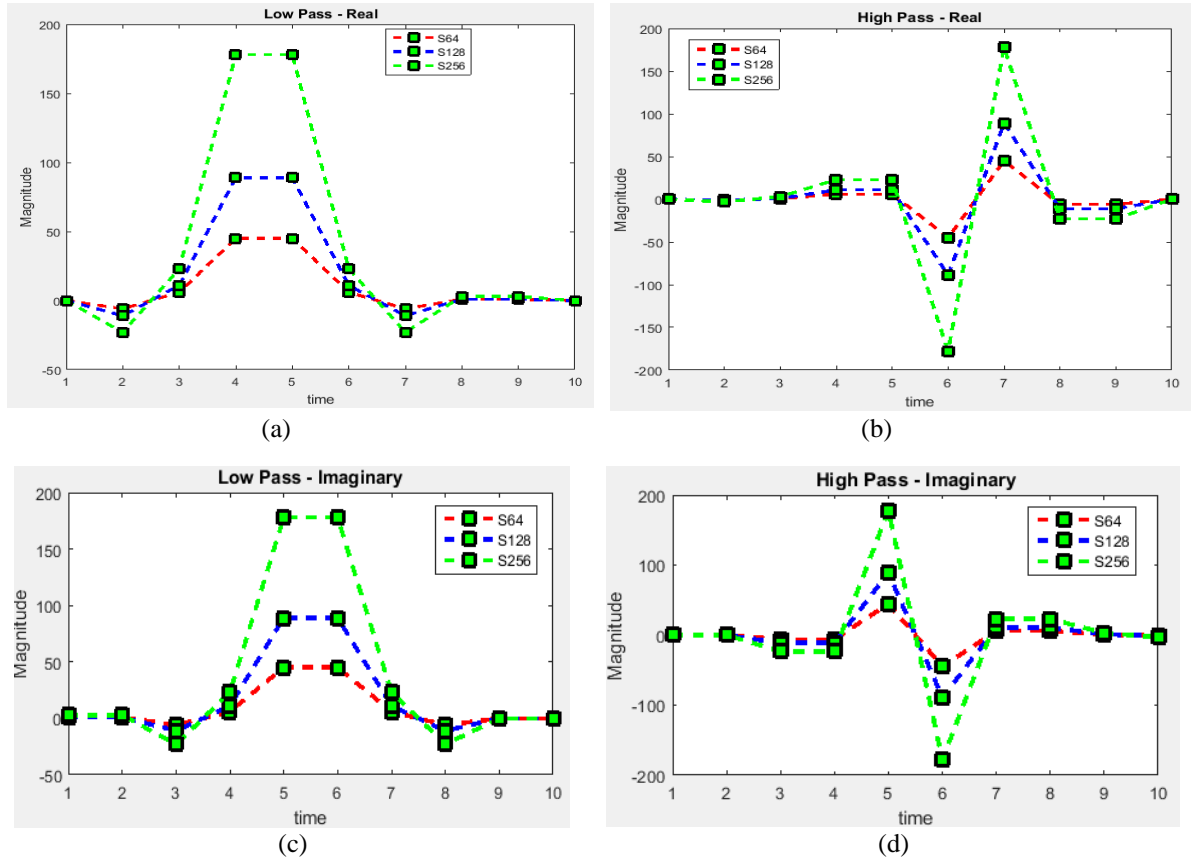 Low Pass - Real
200
150
100
50
0
-50
Magnitude
S64
S128
S256
1 2 3 4 5 6 7 8 9 10
time
(a)
High Pass - Real
200
150
100
50
0
-50
-100
-150
-200
Magnitude
S64
S128
S256
1 2 3 4 5 6 7 8 9 10
time
(b)
Low Pass - Imaginary
200
150
100
50
0
-50
Magnitude
S64
S128
S256
1 2 3 4 5 6 7 8 9 10
time
(c)
High Pass - Imaginary
200
100
0
-100
-200
Magnitude
S64
S128
S256
1 2 3 4 5 6 7 8 9 10
time
(d)